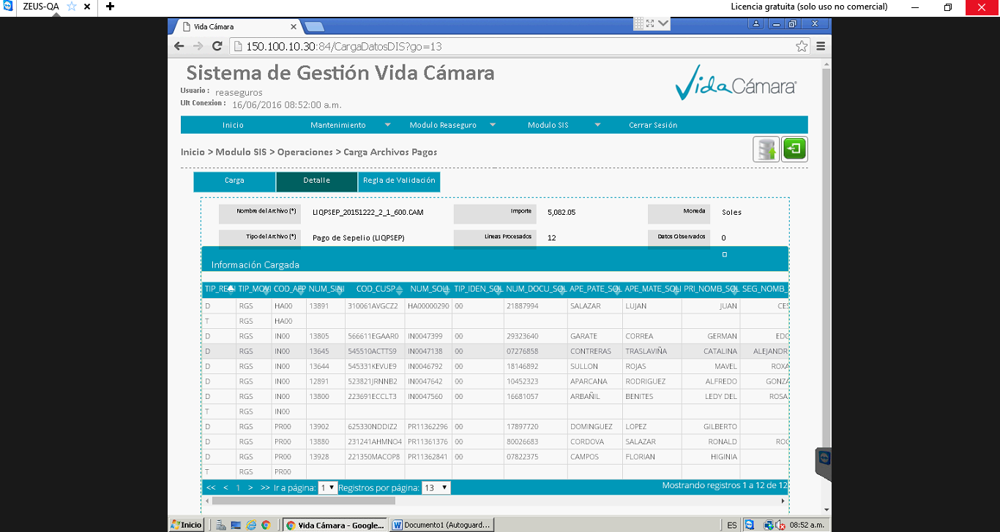 ZEUS-QA
Licencia gratuita (solo uso no comercial)
Vida Cámara
150.100.10.30:84/CargaDatosDIS?go=13
Sistema de Gestión Vida Cámara
Usuario : reaseguros
Ult Conexion : 16/06/2016 08:52:00 a.m.
VidaCámara
Inicio Mantenimiento Modulo Reaseguro Modulo SIS Cerrar Sesión
Inicio > Modulo SIS > Operaciones > Carga Archivos Pagos
Carga Detalle Regla de Validación
Nombre del Archivo (*) LIQPSEP_20151222_2_1_600.CAM Importe 5,082.05 Moneda Soles
Tipo del Archivo (*) Pago de Sepelio (LIQPSEP) Lineas Procesados 12 Datos Observados 0
Información Cargada
TIP_REGI TIP_MOVI COD_AFP NUM_SINI COD_CUSP NUM_SOLI TIP_IDEN_SOL NUM_DOCU_SOL APE_PATE_SOL APE_MATE_SOLI PRI_NOMB_SOL SEG_NOMB_
D RGS HA00 13891 310061AVGCZ2 HA00000290 00 21887994 SALAZAR LUJAN JUAN CES
T RGS HA00
D RGS IN00 13805 566611EGAAR0 IN0047399 00 29323640 GARATE CORREA GERMAN EDG
D RGS IN00 13645 545510ACTTS9 IN0047138 00 07276858 CONTRERAS TRASLAVIÑA CATALINA ALEJANDR
D RGS IN00 13644 545331KEVUE9 IN0046792 00 18146892 SULLON ROJAS MAVEL ROXA
D RGS IN00 12891 523821JRNNB2 IN0047642 00 10452323 APARCANA RODRIGUEZ ALFREDO GONZA
D RGS IN00 13800 223691ECCLT3 IN0047560 00 16681057 ARBAÑIL BENITES LEDY DEL ROSA
T RGS IN00
D RGS PR00 13902 625330NDDIZ2 PR11362296 00 17897720 DOMINGUEZ LOPEZ GILBERTO
D RGS PR00 13880 231241AHMNO4 PR11361376 00 80026683 CORDOVA SALAZAR RONALD ROG
D RGS PR00 13928 221350MACOP8 PR11362841 00 07822375 CAMPOS FLORIAN HIGINIA
T RGS PR00
<< < 1 > >> Ir a página: 1 Registros por página: 13 Mostrando registros 1 a 12 de 12
Inicio Vida Cámara - Google... Documento1 (Autoguard... ES 08:52 a.m.